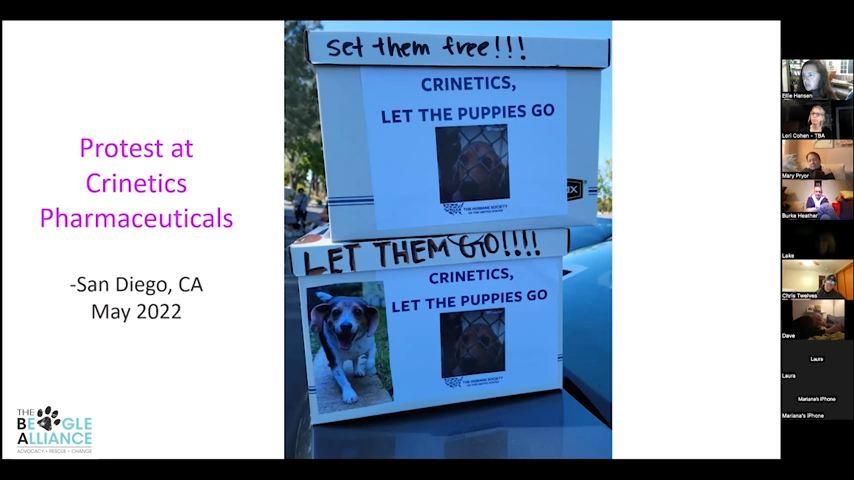 Protest at
Crinetics
Pharmaceuticals
-San Diego, CA
May 2022
THE
BEAGLE
ALLIANCE
ADVOCACY • RESCUE • CHANGE
set them free!!!
CRINETICS,
LET THE PUPPIES GO
THE HUMANE SOCIETY
OF THE UNITED STATES
LET THEM GO!!!!
CRINETICS,
LET THE PUPPIES GO
THE HUMANE SOCIETY
OF THE UNITED STATES
Ellie Hansen
Lori Cohen - TBA
Mary Pryor
Burke Heather
Lake
Chris Twelves
Dave
Laura
Laura
Mariana's iPhone
Mariana's iPhone